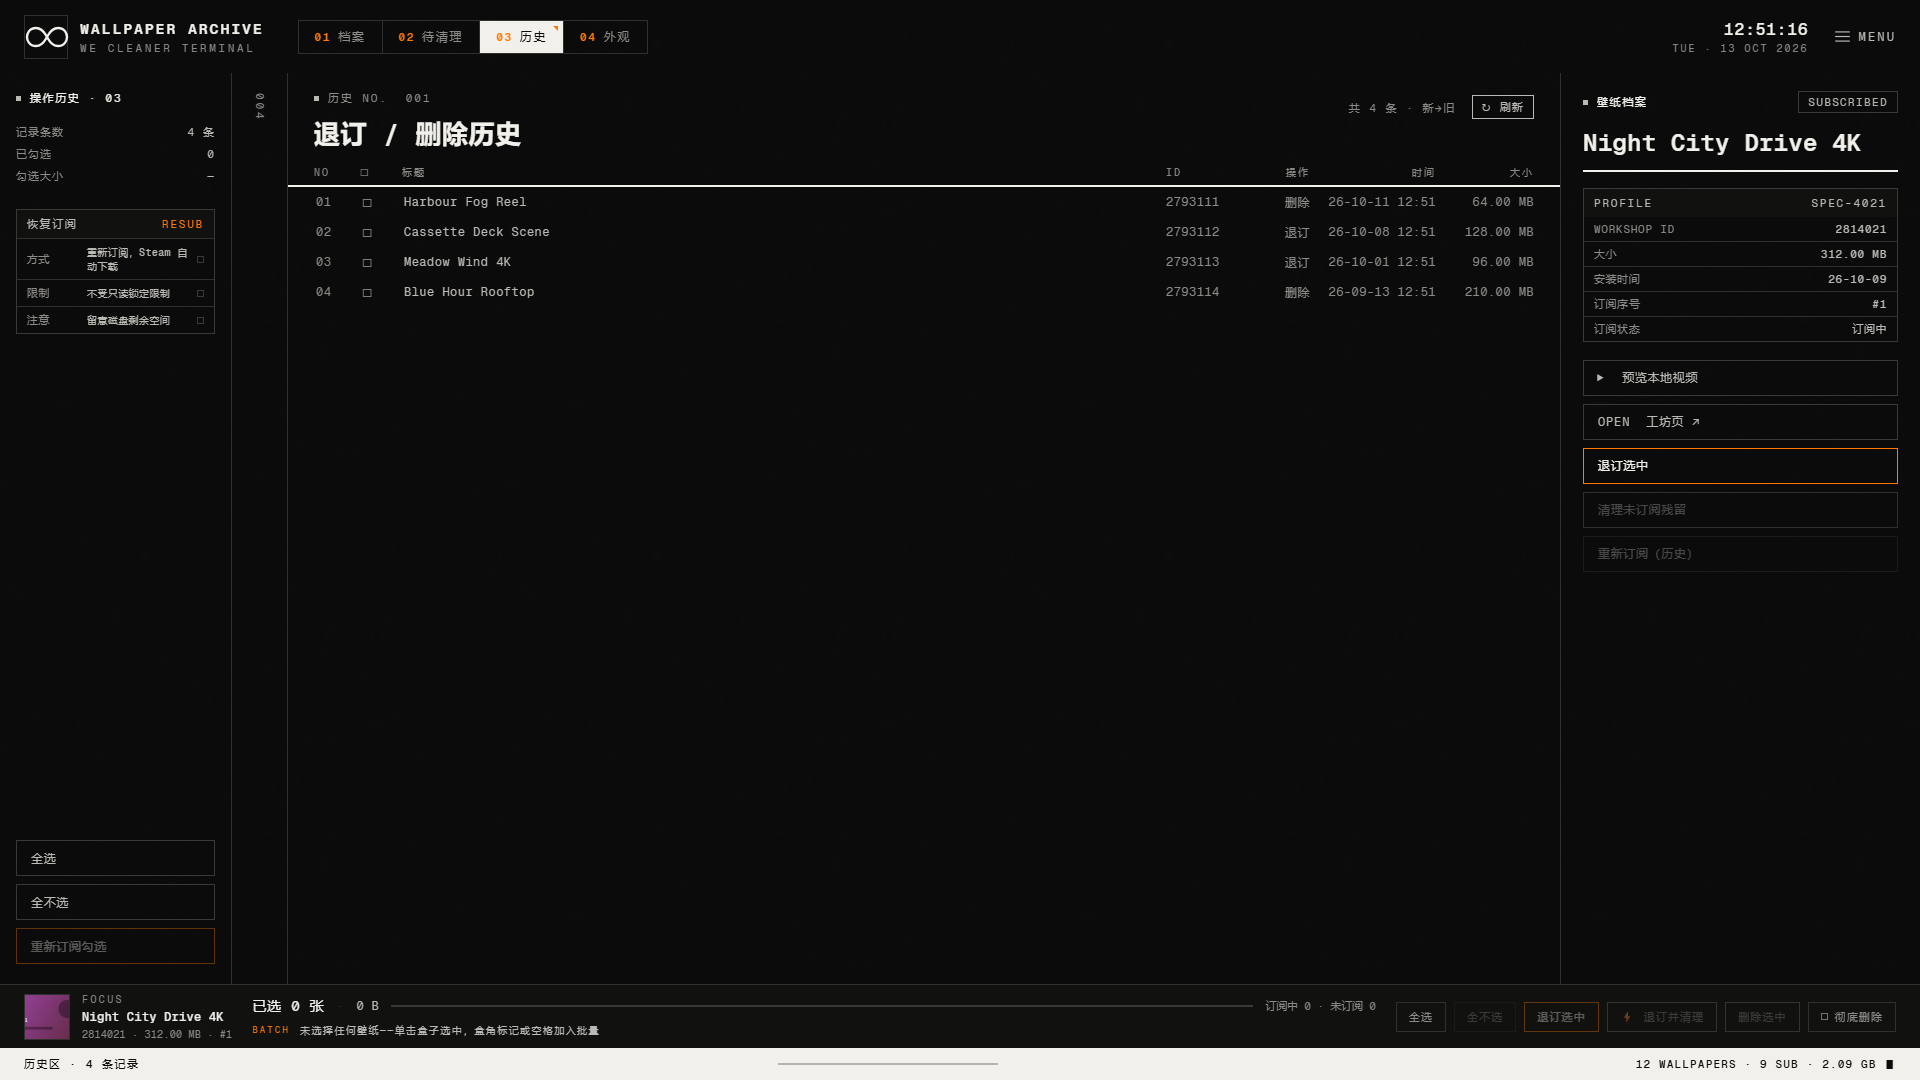 WALLPAPER ARCHIVE
WE CLEANER TERMINAL
01 档案
02 待清理
03 历史
04 外观
12:51:16
TUE · 13 OCT 2026
MENU
操作历史 · 03
记录条数 4 条
已勾选 0
勾选大小 —
恢复订阅 RESUB
方式 重新订阅, Steam 自动下载
限制 不受只读锁定限制
注意 留意磁盘剩余空间
全选
全不选
重新订阅勾选
004
历史 NO. 001
退订 / 删除历史
共 4 条 · 新→旧
↻ 刷新
NO □ 标题 ID 操作 时间 大小
01 □ Harbour Fog Reel 2793111 删除 26-10-11 12:51 64.00 MB
02 □ Cassette Deck Scene 2793112 退订 26-10-08 12:51 128.00 MB
03 □ Meadow Wind 4K 2793113 退订 26-10-01 12:51 96.00 MB
04 □ Blue Hour Rooftop 2793114 删除 26-09-13 12:51 210.00 MB
壁纸档案 SUBSCRIBED
Night City Drive 4K
PROFILE SPEC-4021
WORKSHOP ID 2814021
大小 312.00 MB
安装时间 26-10-09
订阅序号 #1
订阅状态 订阅中
▶ 预览本地视频
OPEN 工坊页 ↗
退订选中
清理未订阅残留
重新订阅 (历史)
FOCUS
Night City Drive 4K
2814021 · 312.00 MB · #1
已选 0 张 · 0 B
订阅中 0 · 未订阅 0
BATCH 未选择任何壁纸——单击盒子选中, 盒角标记或空格加入批量
全选
全不选
退订选中
退订并清理
删除选中
彻底删除
历史区 · 4 条记录
12 WALLPAPERS · 9 SUB · 2.09 GB